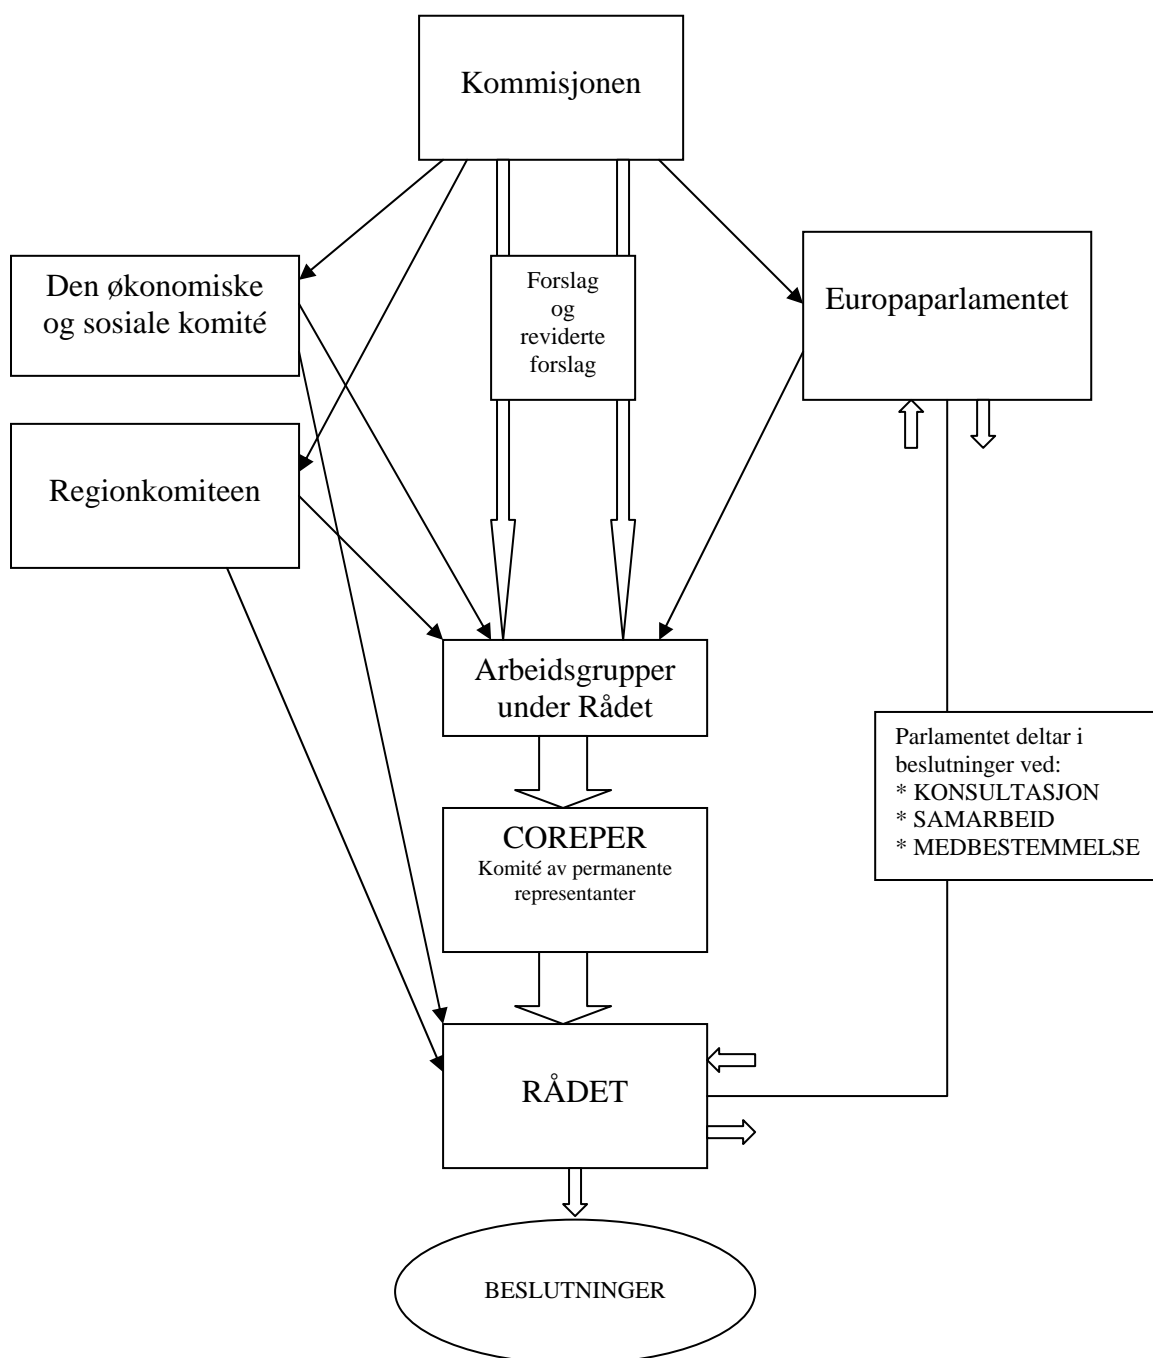 Kommisjonen
Den økonomiske
og sosiale komité
Forslag
og
reviderte
forslag
Europaparlamentet
Regionkomiteen
Arbeidsgrupper
under Rådet
Parlamentet deltar i
beslutninger ved:
* KONSULTASJON
* SAMARBEID
* MEDBESTEMMELSE
COREPER
Komité av permanente
representanter
RÅDET
BESLUTNINGER